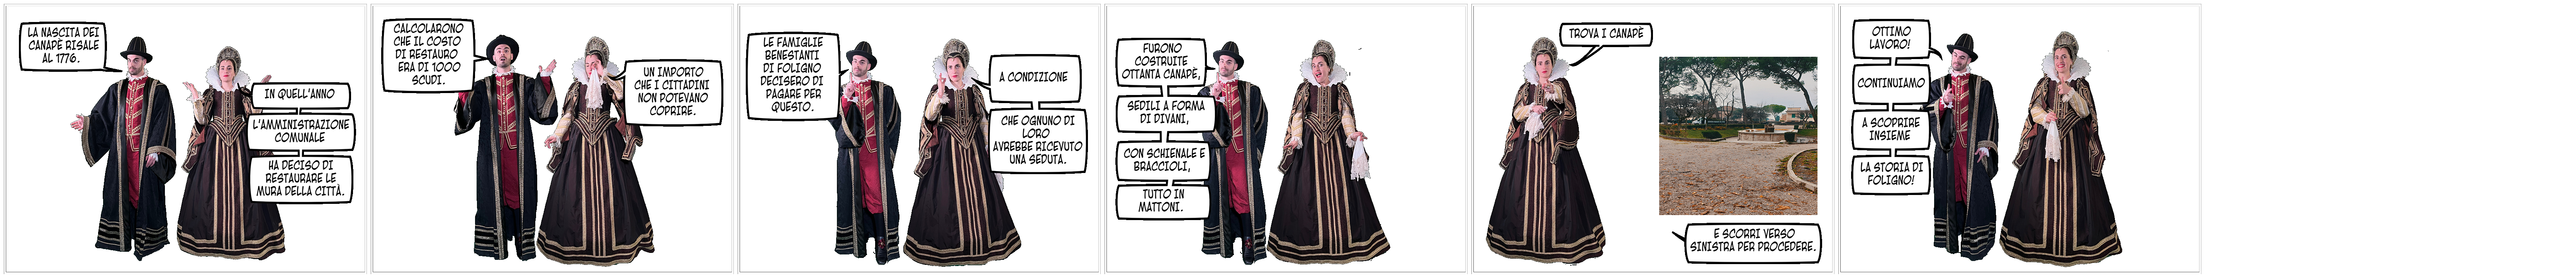 LA NASCITA DEI
CANAPÈ RISALE
AL 1776.
IN QUELL'ANNO
L'AMMINISTRAZIONE
COMUNALE
HA DECISO DI
RESTAURARE LE
MURA DELLA CITTÀ.
CALCOLARONO
CHE IL COSTO
DI RESTAURO
ERA DI 1000
SCUDI.
UN IMPORTO
CHE I CITTADINI
NON POTEVANO
COPRIRE.
LE FAMIGLIE
BENESTANTI
DI FOLIGNO
DECISERO DI
PAGARE PER
QUESTO.
A CONDIZIONE
CHE OGNUNO DI
LORO
AVREBBE RICEVUTO
UNA SEDUTA.
FURONO
COSTRUITE
OTTANTA CANAPÈ,
SEDILI A FORMA
DI DIVANI,
CON SCHIENALE E
BRACCIOLI,
TUTTO IN
MATTONI.
TROVA I CANAPÈ
E SCORRI VERSO
SINISTRA PER PROCEDERE.
OTTIMO
LAVORO!
CONTINUIAMO
A SCOPRIRE
INSIEME
LA STORIA DI
FOLIGNO!